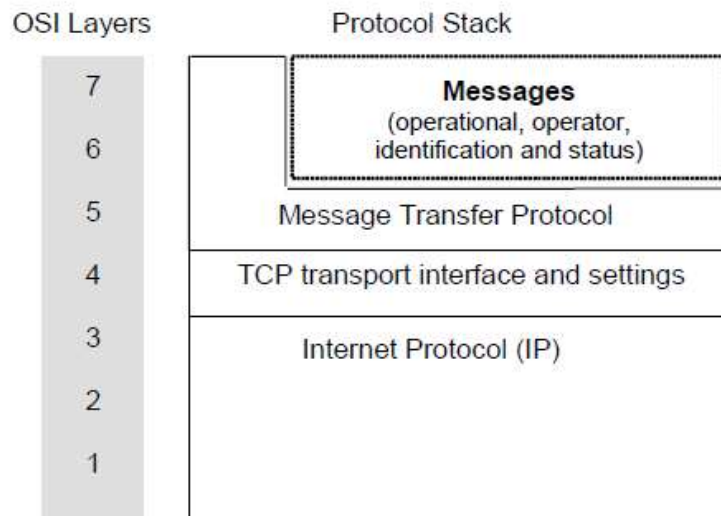 OSI Layers
Protocol Stack
7
Messages
(operational, operator,
identification and status)
6
5
Message Transfer Protocol
4
TCP transport interface and settings
3
Internet Protocol (IP)
2
1